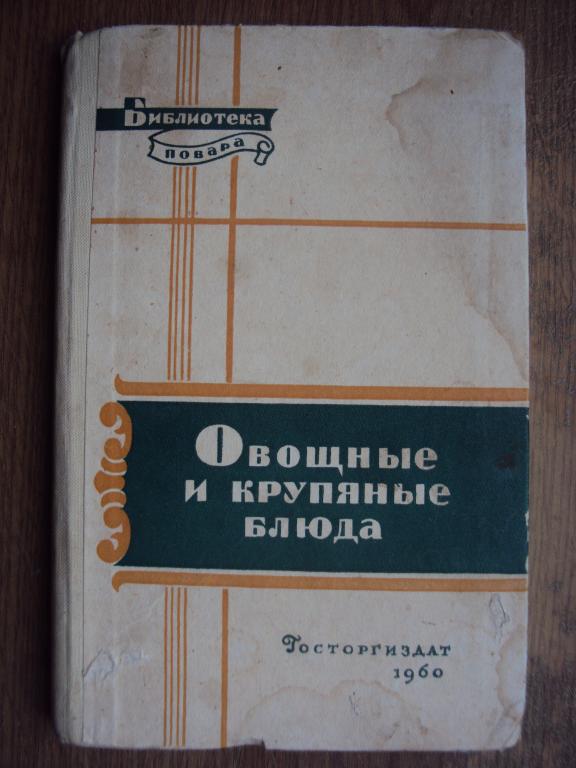 Библиотека
повара
Овощные
и крупяные
блюда
Госторгиздат
1960